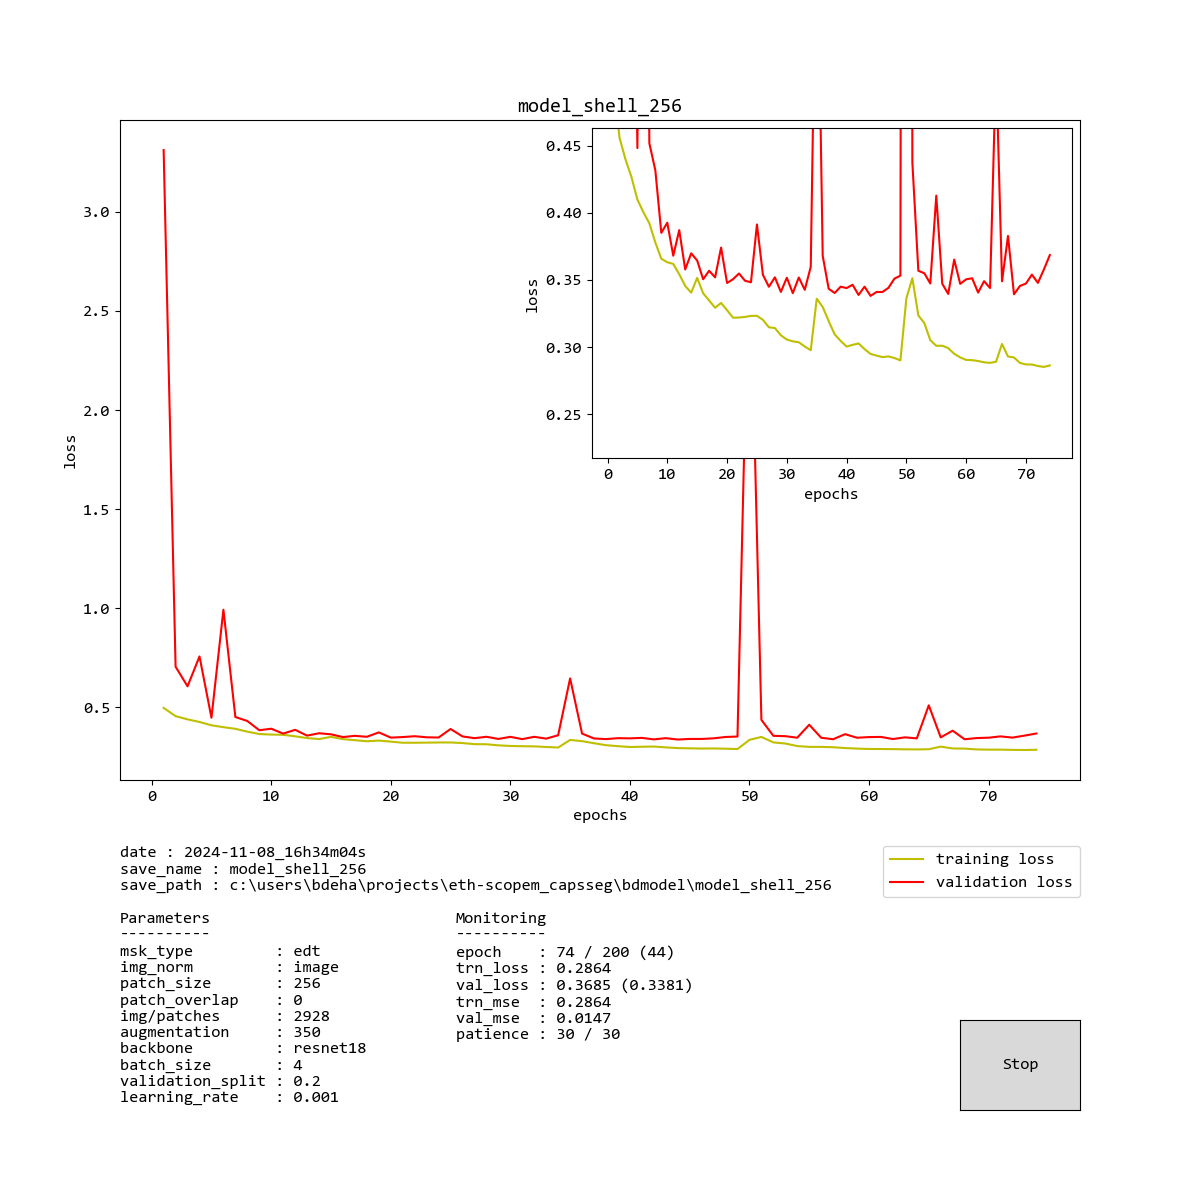 model_shell_256
loss
3.0
2.5
2.0
1.5
1.0
0.5
0 10 20 30 40 50 60 70
epochs
loss
0.45
0.40
0.35
0.30
0.25
0 10 20 30 40 50 60 70
epochs
date : 2024-11-08_16h34m04s
save_name : model_shell_256
save_path : c:\users\bdeha\projects\eth-scopem_capsseg\bdmodel\model_shell_256
training loss
validation loss
Parameters
----------
msk_type : edt
img_norm : image
patch_size : 256
patch_overlap : 0
img/patches : 2928
augmentation : 350
backbone : resnet18
batch_size : 4
validation_split : 0.2
learning_rate : 0.001
Monitoring
----------
epoch : 74 / 200 (44)
trn_loss : 0.2864
val_loss : 0.3685 (0.3381)
trn_mse : 0.2864
val_mse : 0.0147
patience : 30 / 30
Stop